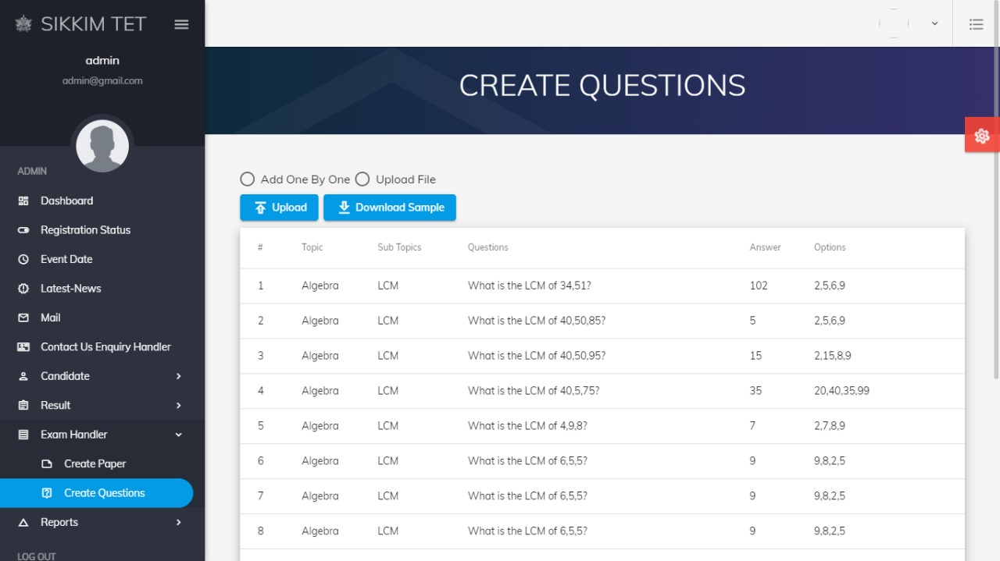 SIKKIM TET
admin
admin@gmail.com
ADMIN
Dashboard
Registration Status
Event Date
Latest-News
Mail
Contact Us Enquiry Handler
Candidate
Result
Exam Handler
Create Paper
Create Questions
Reports
LOG OUT
CREATE QUESTIONS
Add One By One Upload File
Upload Download Sample
# Topic Sub Topics Questions Answer Options
1 Algebra LCM What is the LCM of 34,51? 102 2,5,6,9
2 Algebra LCM What is the LCM of 40,50,85? 5 2,5,6,9
3 Algebra LCM What is the LCM of 40,50,95? 15 2,15,8,9
4 Algebra LCM What is the LCM of 40,5,75? 35 20,40,35,99
5 Algebra LCM What is the LCM of 4,9,8? 7 2,7,8,9
6 Algebra LCM What is the LCM of 6,5,5? 9 9,8,2,5
7 Algebra LCM What is the LCM of 6,5,5? 9 9,8,2,5
8 Algebra LCM What is the LCM of 6,5,5? 9 9,8,2,5